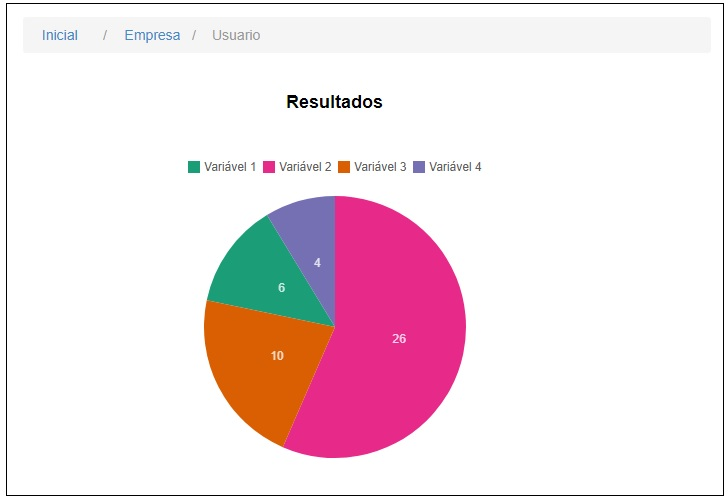 Inicial / Empresa / Usuario
Resultados
Variável 1 Variável 2 Variável 3 Variável 4
4
6
26
10